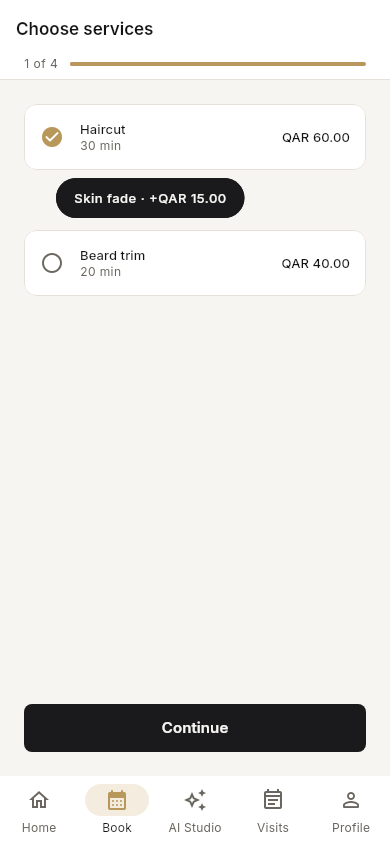 Choose services
1 of 4
Haircut
30 min
QAR 60.00
Skin fade · +QAR 15.00
Beard trim
20 min
QAR 40.00
Continue
Home
Book
AI Studio
Visits
Profile